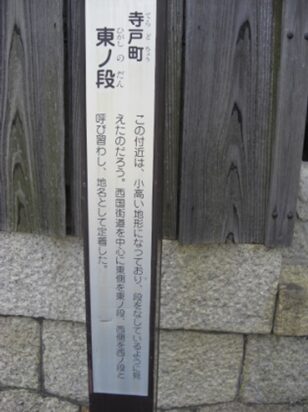 寺戸町
てらどちょう
東ノ段
ひがしのだん
この付近は、小高い地形になっており、段をなしているように見
えたのだろう。西国街道を中心に東側を東ノ段、西側を西ノ段と
呼び習わし、地名として定着した。